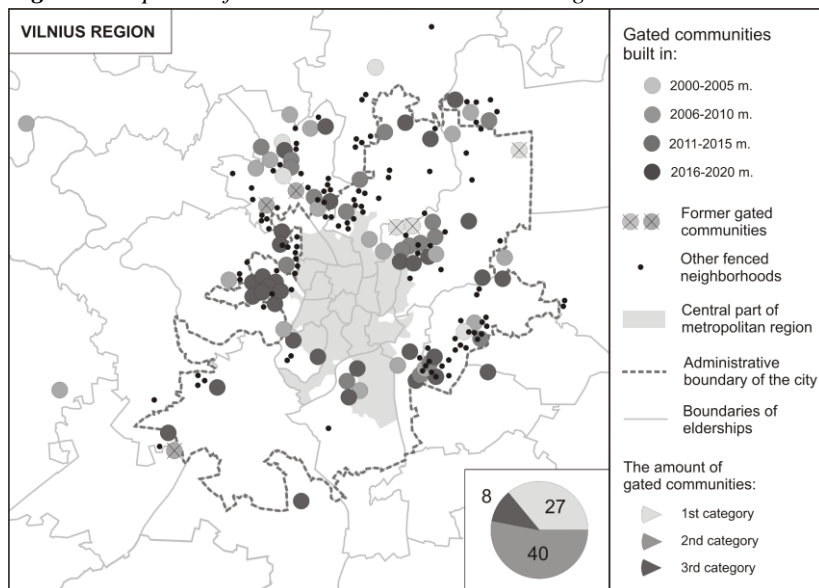 VILNIUS REGION
Gated communities
built in:
2000-2005 m.
2006-2010 m.
2011-2015 m.
2016-2020 m.
Former gated
communities
Other fenced
neighborhoods
Central part of
metropolitan region
Administrative
boundary of the city
Boundaries of
elderships
The amount of
gated communities:
1st category
2nd category
3rd category
8
27
40